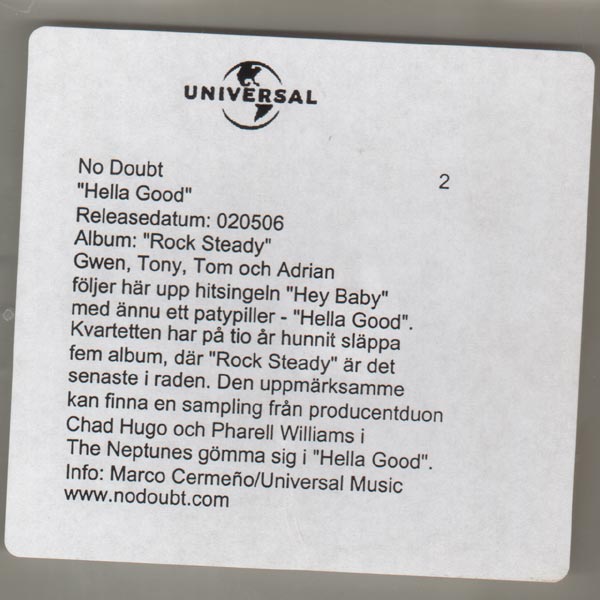 UNIVERSAL
No Doubt
2
"Hella Good"
Releasedatum: 020506
Album: "Rock Steady"
Gwen, Tony, Tom och Adrian
följer här upp hitsingeln "Hey Baby"
med ännu ett patypiller - "Hella Good".
Kvartetten har på tio år hunnit släppa
fem album, där "Rock Steady" är det
senaste i raden. Den uppmärksamme
kan finna en sampling från producentduon
Chad Hugo och Pharell Williams i
The Neptunes gömma sig i "Hella Good".
Info: Marco Cermeño/Universal Music
www.nodoubt.com